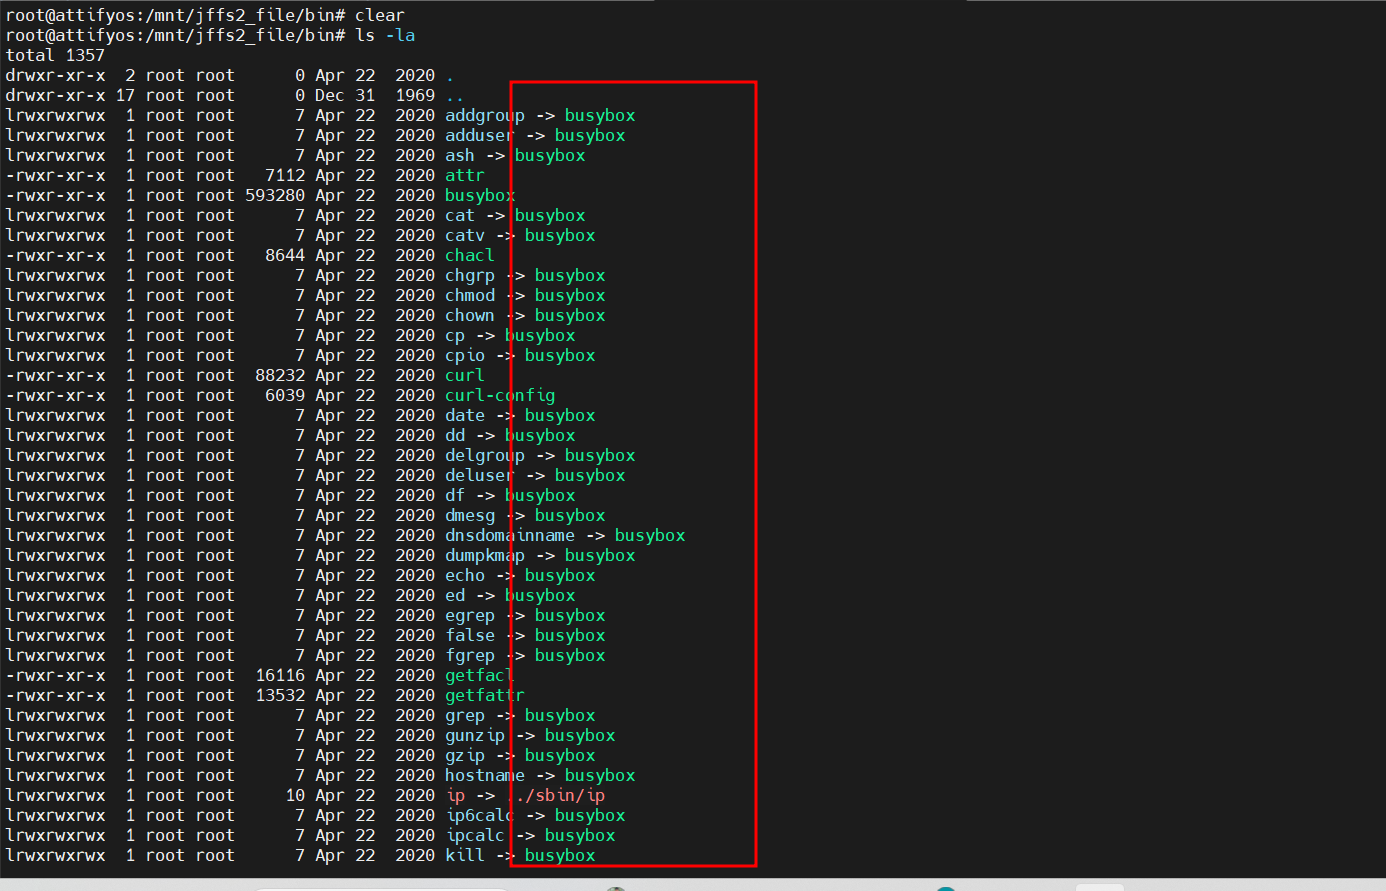 root@attifyos:/mnt/jffs2_file/bin# clear
root@attifyos:/mnt/jffs2_file/bin# ls -la
total 1357
drwxr-xr-x  2 root root      0 Apr 22  2020 .
drwxr-xr-x 17 root root      0 Dec 31  1969 ..
lrwxrwxrwx  1 root root      7 Apr 22  2020 addgroup -> busybox
lrwxrwxrwx  1 root root      7 Apr 22  2020 adduser -> busybox
lrwxrwxrwx  1 root root      7 Apr 22  2020 ash -> busybox
-rwxr-xr-x  1 root root   7112 Apr 22  2020 attr
-rwxr-xr-x  1 root root 593280 Apr 22  2020 busybox
lrwxrwxrwx  1 root root      7 Apr 22  2020 cat -> busybox
lrwxrwxrwx  1 root root      7 Apr 22  2020 catv -> busybox
-rwxr-xr-x  1 root root   8644 Apr 22  2020 chacl
lrwxrwxrwx  1 root root      7 Apr 22  2020 chgrp -> busybox
lrwxrwxrwx  1 root root      7 Apr 22  2020 chmod -> busybox
lrwxrwxrwx  1 root root      7 Apr 22  2020 chown -> busybox
lrwxrwxrwx  1 root root      7 Apr 22  2020 cp -> busybox
lrwxrwxrwx  1 root root      7 Apr 22  2020 cpio -> busybox
-rwxr-xr-x  1 root root  88232 Apr 22  2020 curl
-rwxr-xr-x  1 root root   6039 Apr 22  2020 curl-config
lrwxrwxrwx  1 root root      7 Apr 22  2020 date -> busybox
lrwxrwxrwx  1 root root      7 Apr 22  2020 dd -> busybox
lrwxrwxrwx  1 root root      7 Apr 22  2020 delgroup -> busybox
lrwxrwxrwx  1 root root      7 Apr 22  2020 deluser -> busybox
lrwxrwxrwx  1 root root      7 Apr 22  2020 df -> busybox
lrwxrwxrwx  1 root root      7 Apr 22  2020 dmesg -> busybox
lrwxrwxrwx  1 root root      7 Apr 22  2020 dnsdomainname -> busybox
lrwxrwxrwx  1 root root      7 Apr 22  2020 dumpkmap -> busybox
lrwxrwxrwx  1 root root      7 Apr 22  2020 echo -> busybox
lrwxrwxrwx  1 root root      7 Apr 22  2020 ed -> busybox
lrwxrwxrwx  1 root root      7 Apr 22  2020 egrep -> busybox
lrwxrwxrwx  1 root root      7 Apr 22  2020 false -> busybox
lrwxrwxrwx  1 root root      7 Apr 22  2020 fgrep -> busybox
-rwxr-xr-x  1 root root  16116 Apr 22  2020 getfacl
-rwxr-xr-x  1 root root  13532 Apr 22  2020 getfattr
lrwxrwxrwx  1 root root      7 Apr 22  2020 grep -> busybox
lrwxrwxrwx  1 root root      7 Apr 22  2020 gunzip -> busybox
lrwxrwxrwx  1 root root      7 Apr 22  2020 gzip -> busybox
lrwxrwxrwx  1 root root      7 Apr 22  2020 hostname -> busybox
lrwxrwxrwx  1 root root     10 Apr 22  2020 ip -> ../sbin/ip
lrwxrwxrwx  1 root root      7 Apr 22  2020 ip6calc -> busybox
lrwxrwxrwx  1 root root      7 Apr 22  2020 ipcalc -> busybox
lrwxrwxrwx  1 root root      7 Apr 22  2020 kill -> busybox